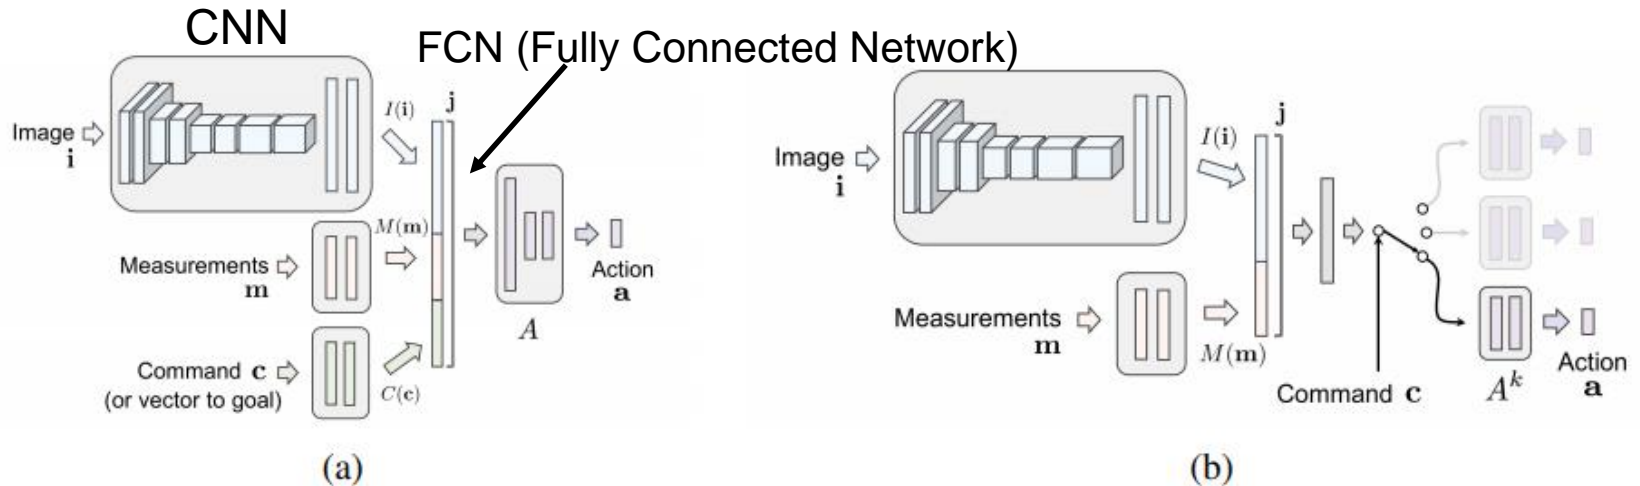 CNN
FCN (Fully Connected Network)
Image
i
I(i)
j
Measurements
m
M(m)
Command c
(or vector to goal)
C(c)
A
Action
a
(a)
Image
i
I(i)
j
Measurements
m
M(m)
Command c
A^k
Action
a
(b)